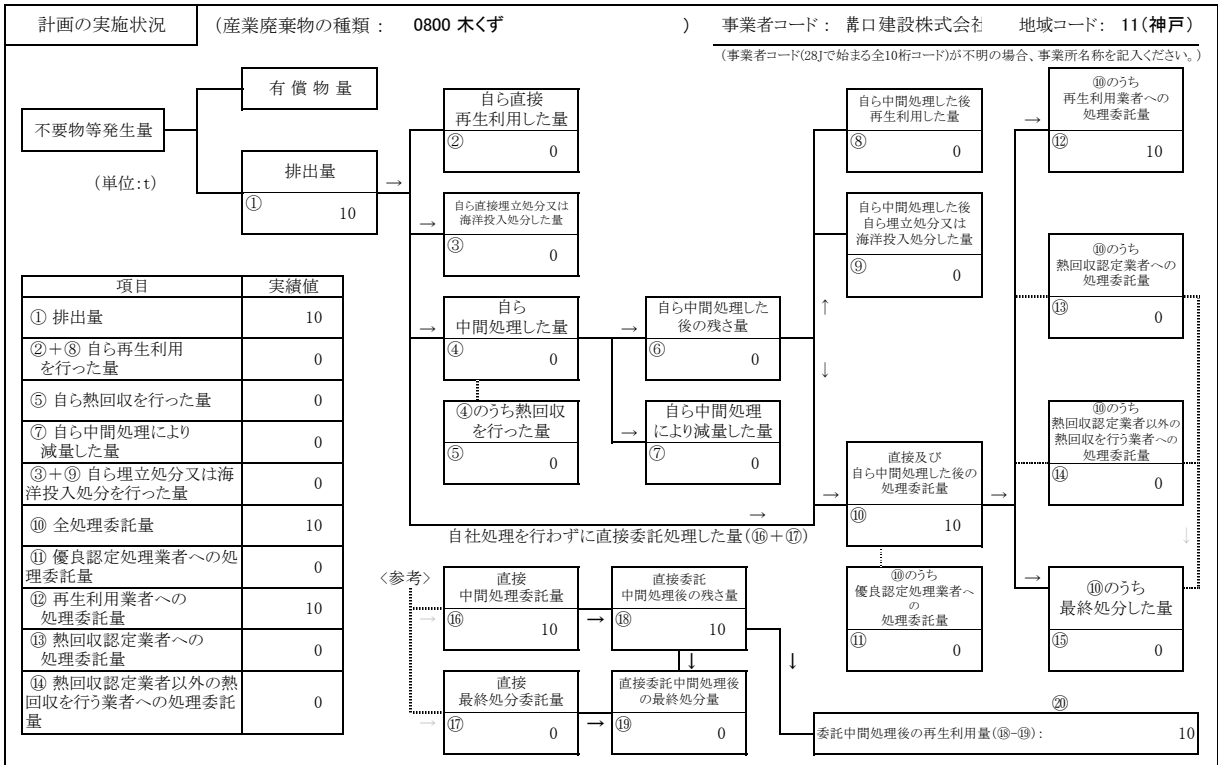 計画の実施状況
(産業廃棄物の種類： 0800 木くず )
事業者コード： 溝口建設株式会社
地域コード： 11(神戸)
(事業者コード(28Jで始まる全10桁コード)が不明の場合、事業所名称を記入ください。)
不要物等発生量
(単位:t)
有償物量
排出量
①
10
→
自ら直接
再生利用した量
②
0
→
自ら直接埋立処分又は
海洋投入処分した量
③
0
→
自ら
中間処理した量
④
0
④のうち熱回収
を行った量
⑤
0
→
自ら中間処理した
後の残さ量
⑥
0
→
自ら中間処理
により減量した量
⑦
0
自ら中間処理した後
再生利用した量
⑧
0
自ら中間処理した後
自ら埋立処分又は
海洋投入処分した量
⑨
0
↑
↓
→
直接及び
自ら中間処理した後の
処理委託量
⑩
10
→
⑩のうち
優良認定処理業者へ
の
処理委託量
⑪
0
→
⑩のうち
再生利用業者への
処理委託量
⑫
10
⑩のうち
熱回収認定業者への
処理委託量
⑬
0
⑩のうち
熱回収認定業者以外の
熱回収を行う業者への
処理委託量
⑭
0
↓
→
⑩のうち
最終処分した量
⑮
0
→
自社処理を行わずに直接委託処理した量(⑯＋⑰)
項目 実績値
① 排出量 10
②＋⑧ 自ら再生利用
を行った量 0
⑤ 自ら熱回収を行った量 0
⑦ 自ら中間処理により
減量した量 0
③＋⑨ 自ら埋立処分又は海
洋投入処分を行った量 0
⑩ 全処理委託量 10
⑪ 優良認定処理業者への処
理委託量 0
⑫ 再生利用業者への
処理委託量 10
⑬ 熱回収認定業者への
処理委託量 0
⑭ 熱回収認定業者以外の熱
回収を行う業者への処理委託
量 0
〈参考〉
→
直接
中間処理委託量
⑯
10
→
直接委託
中間処理後の残さ量
⑱
10
↓
↓
→
直接
最終処分委託量
⑰
0
→
直接委託中間処理後
の最終処分量
⑲
0
⑳
委託中間処理後の再生利用量(⑱-⑲)： 10